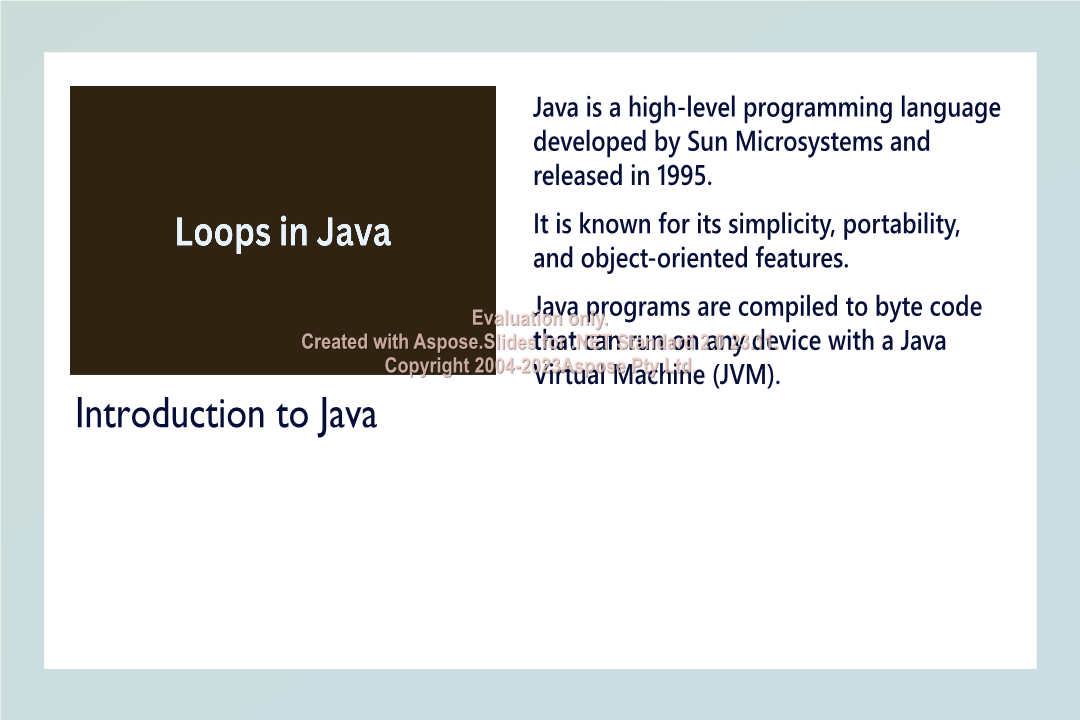 Loops in Java
Introduction to Java
Java is a high-level programming language
developed by Sun Microsystems and
released in 1995.
It is known for its simplicity, portability,
and object-oriented features.
Java programs are compiled to byte code
that can run on any device with a Java
Virtual Machine (JVM).
Evaluation only.
Created with Aspose.Slides for .NET Standard 2.0 23.11.
Copyright 2004-2023Aspose Pty Ltd.